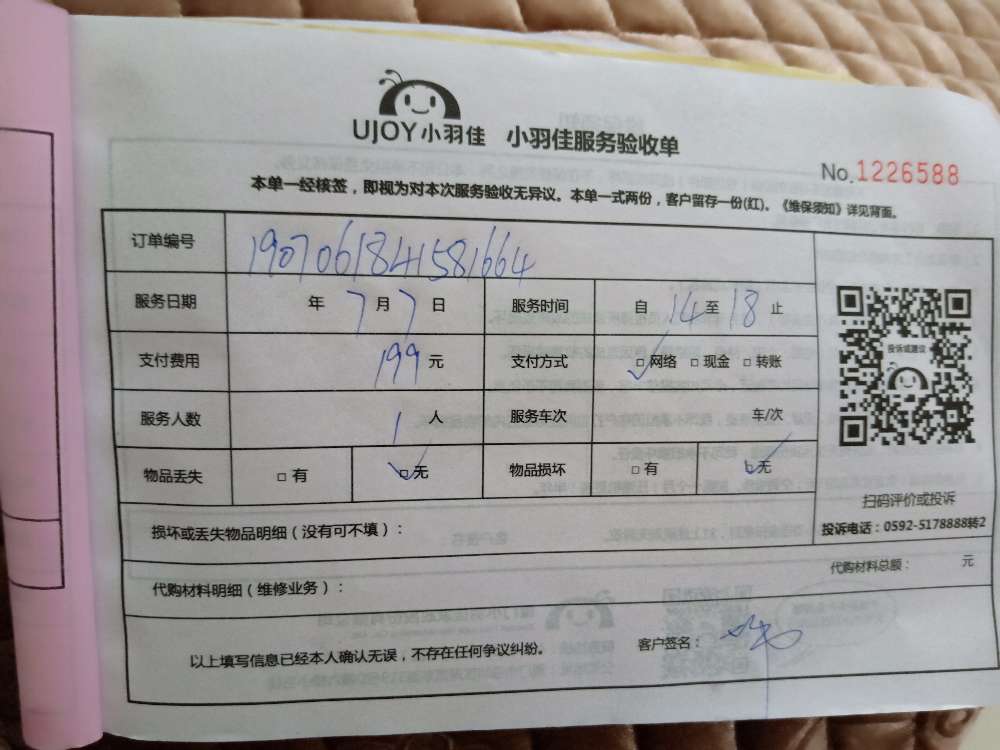 UJOY小羽佳 小羽佳服务验收单
No.1226588
本单一经核签，即视为对本次服务验收无异议。本单一式两份，客户留存一份(红)。《维保须知》详见背面。
订单编号 1907061841581664
服务日期 年 7 月 7 日 服务时间 自 14 至 18 止
支付费用 199 元 支付方式 □网络 □现金 □转账
服务人数 1 人 服务车次 车/次
物品丢失 □有 □无 物品损坏 □有 □无
投诉或建议
扫码评价或投诉
投诉电话：0592-5178888转2
损坏或丢失物品明细（没有可不填）：
代购材料明细（维修业务）： 代购材料总额： 元
以上填写信息已经本人确认无误，不存在任何争议纠纷。 客户签名：